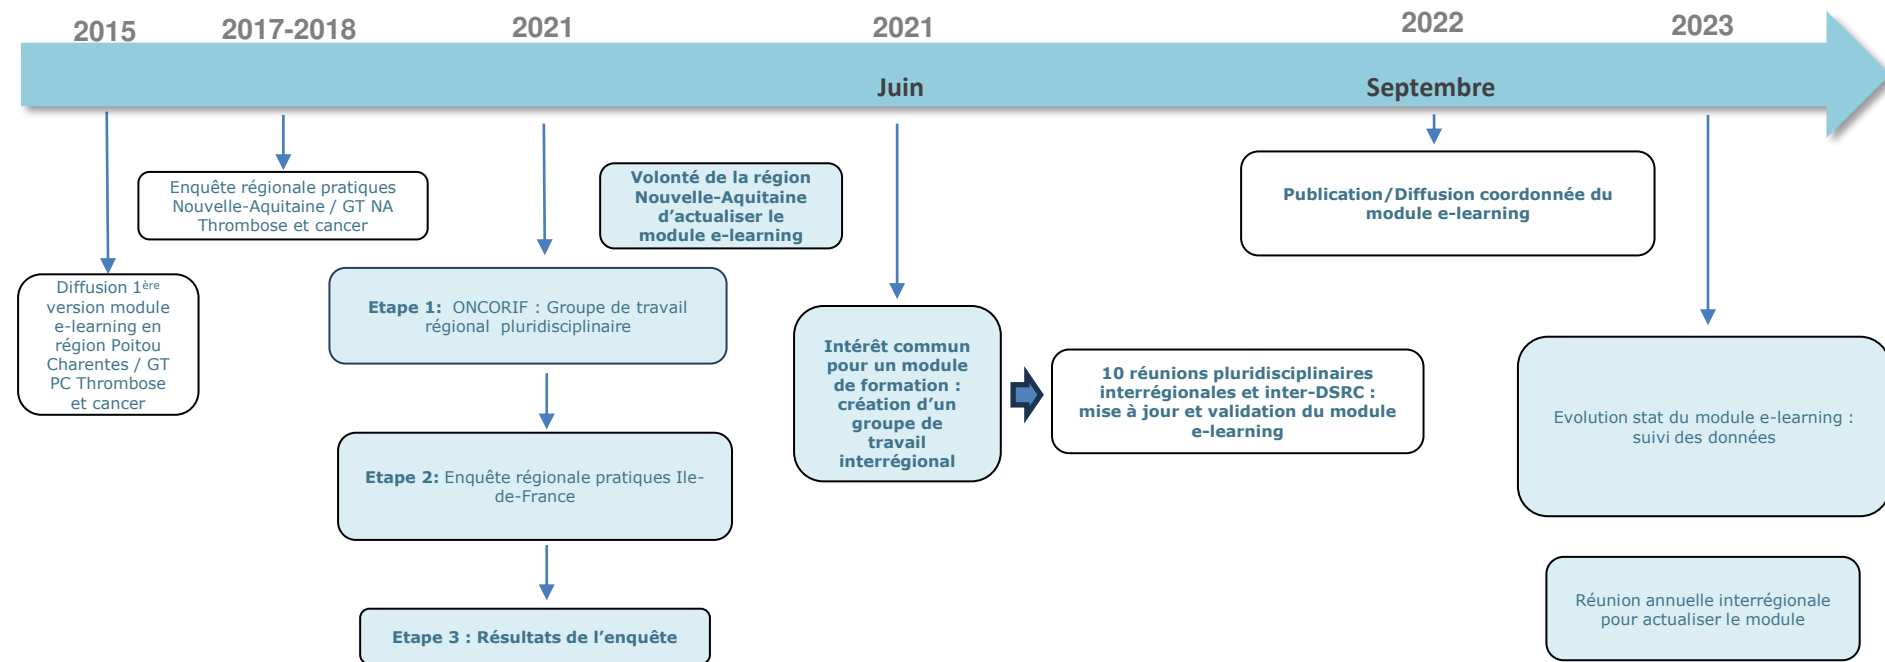 2015
2017-2018
2021
2021
2022
2023
Juin
Septembre
Diffusion 1ère
version module
e-learning en
région Poitou
Charentes / GT
PC Thrombose
et cancer
Enquête régionale pratiques
Nouvelle-Aquitaine / GT NA
Thrombose et cancer
Etape 1: ONCORIF : Groupe de travail
régional pluridisciplinaire
Etape 2: Enquête régionale pratiques Ile-
de-France
Etape 3 : Résultats de l’enquête
Volonté de la région
Nouvelle-Aquitaine
d’actualiser le
module e-learning
Intérêt commun
pour un module
de formation :
création d’un
groupe de
travail
interrégional
10 réunions pluridisciplinaires
interrégionales et inter-DSRC :
mise à jour et validation du module
e-learning
Publication/Diffusion coordonnée du
module e-learning
Evolution stat du module e-learning :
suivi des données
Réunion annuelle interrégionale
pour actualiser le module